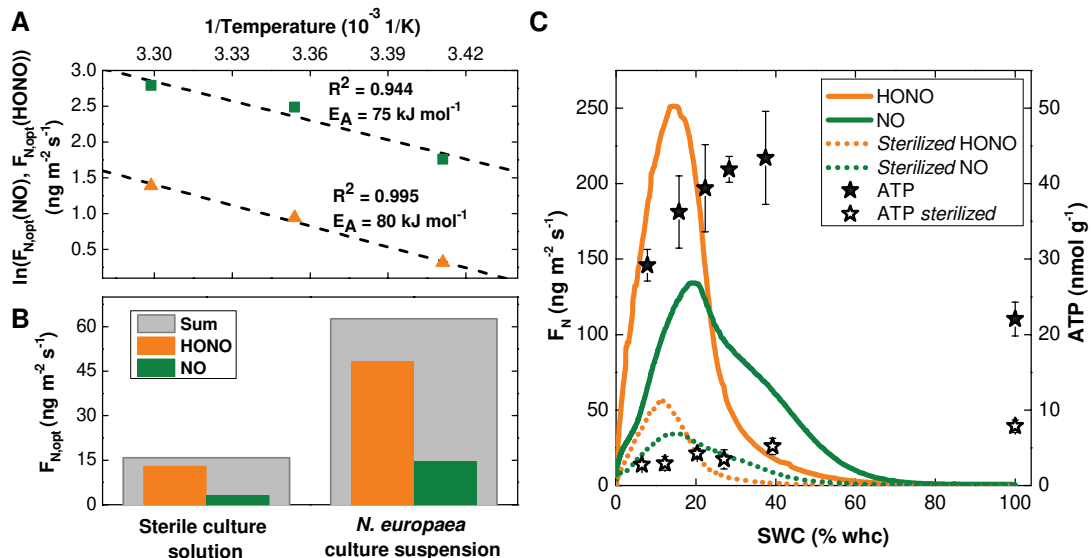 A
1/Temperature (10⁻³ 1/K)
3.30 3.33 3.36 3.39 3.42
ln(F_N,opt(NO), F_N,opt(HONO))
(ng m⁻² s⁻¹)
3.0
2.5
2.0
1.5
1.0
0.5
R² = 0.944
E_A = 75 kJ mol⁻¹
R² = 0.995
E_A = 80 kJ mol⁻¹
B
F_N,opt (ng m⁻² s⁻¹)
60
45
30
15
0
Sum
HONO
NO
Sterile culture
solution
N. europaea
culture suspension
C
F_N (ng m⁻² s⁻¹)
250
200
150
100
50
0
HONO
NO
Sterilized HONO
Sterilized NO
ATP
ATP sterilized
50
40
30
20
10
0
ATP (nmol g⁻¹)
0 20 40 60 80 100
SWC (% whc)